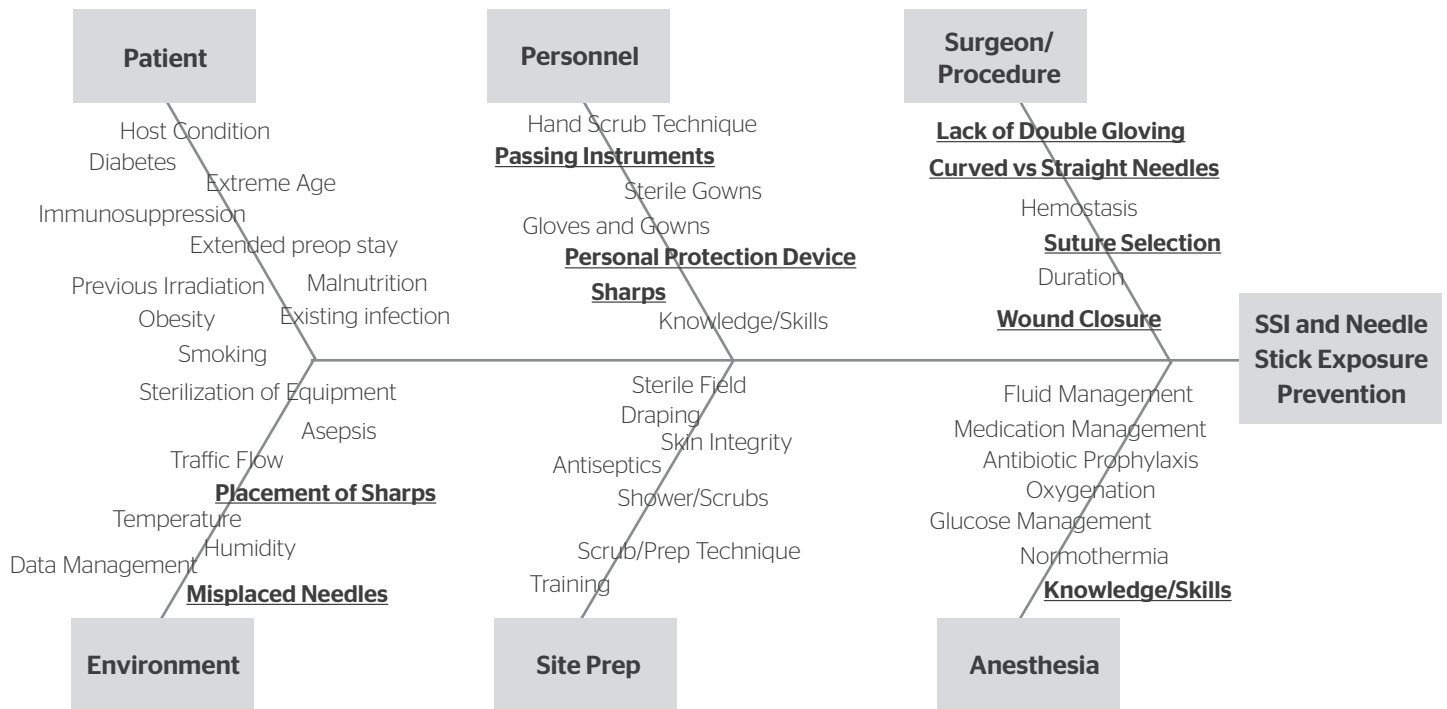 Patient
Host Condition
Diabetes
Extreme Age
Immunosuppression
Extended preop stay
Previous Irradiation
Malnutrition
Obesity
Existing infection
Smoking
Personnel
Hand Scrub Technique
Passing Instruments
Sterile Gowns
Gloves and Gowns
Personal Protection Device
Sharps
Knowledge/Skills
Surgeon/
Procedure
Lack of Double Gloving
Curved vs Straight Needles
Hemostasis
Suture Selection
Duration
Wound Closure
SSI and Needle
Stick Exposure
Prevention
Sterilization of Equipment
Asepsis
Traffic Flow
Placement of Sharps
Temperature
Humidity
Data Management
Misplaced Needles
Environment
Sterile Field
Draping
Skin Integrity
Antiseptics
Shower/Scrubs
Scrub/Prep Technique
Training
Site Prep
Fluid Management
Medication Management
Antibiotic Prophylaxis
Oxygenation
Glucose Management
Normothermia
Knowledge/Skills
Anesthesia